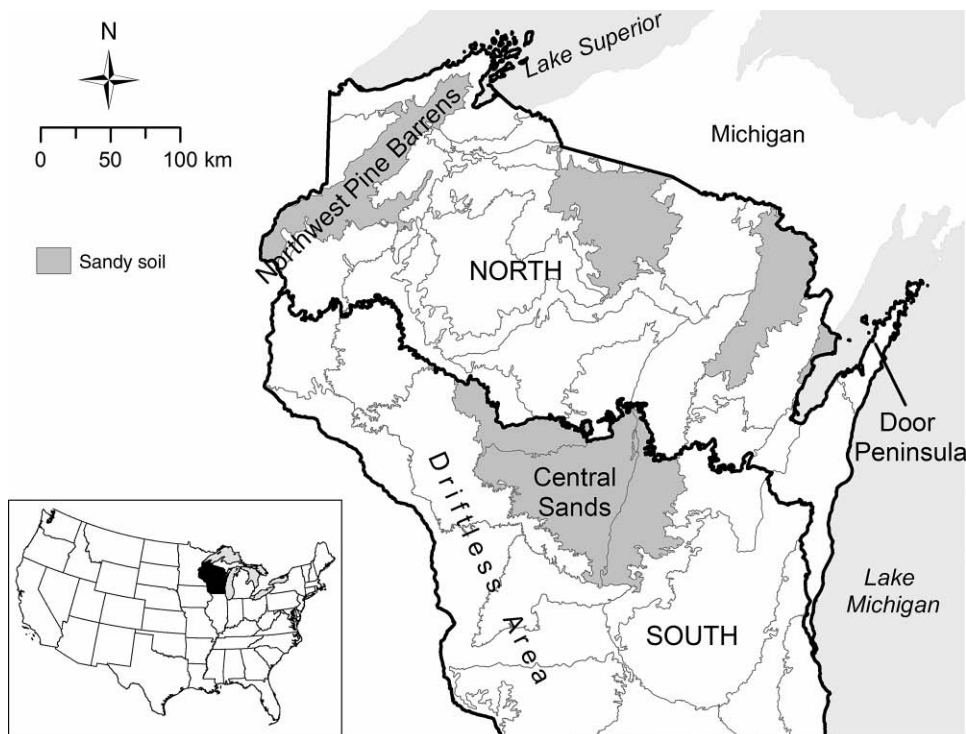 N
0 50 100 km
Sandy soil
Lake Superior
Michigan
Northwest Pine Barrens
NORTH
Door
Peninsula
Central
Sands
Driftless Area
SOUTH
Lake
Michigan